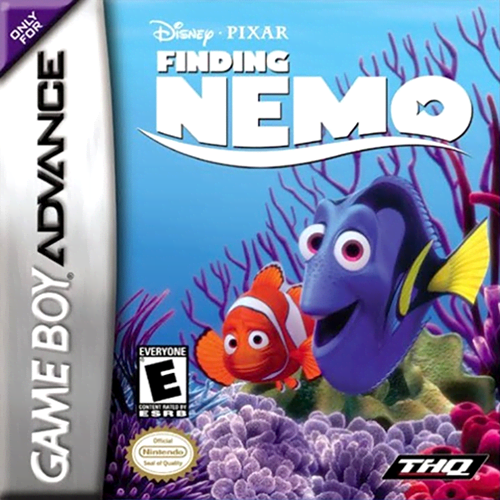 ONLY
FOR
GAME BOY ADVANCE
Disney · PIXAR
FINDING
NEMO
EVERYONE
E
CONTENT RATED BY
ESRB
Official
Nintendo
Seal of Quality
THQ